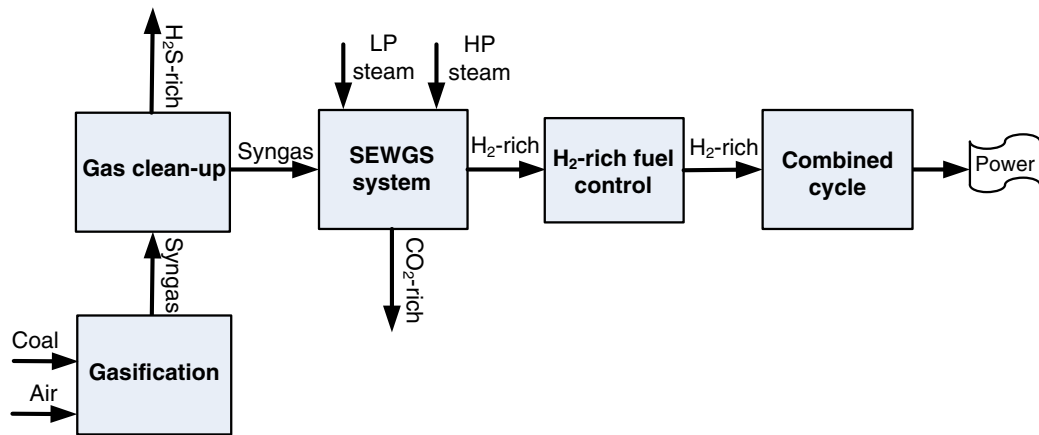 H₂S-rich
LP
steam
HP
steam
Gas clean-up
Syngas
SEWGS
system
H₂-rich
H₂-rich fuel
control
H₂-rich
Combined
cycle
Power
Syngas
CO₂-rich
Coal
Air
Gasification